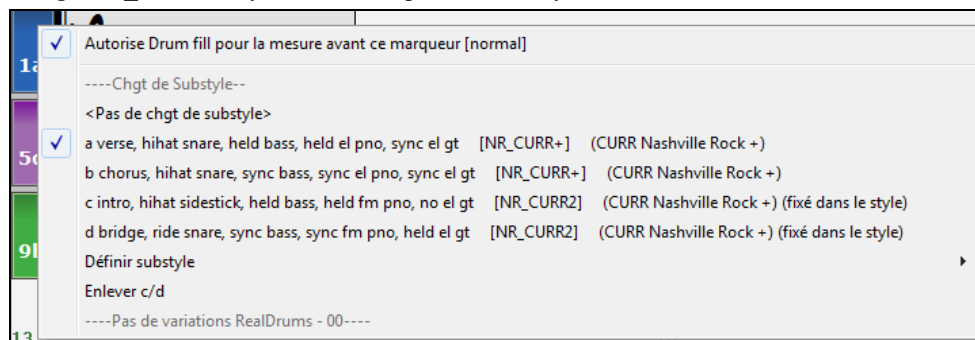 Autorise Drum fill pour la mesure avant ce marqueur [normal]
1a
----Chgt de Substyle--
<Pas de chgt de substyle>
a verse, hihat snare, held bass, held el pno, sync el gt [NR_CURR+] (CURR Nashville Rock +)
b chorus, hihat snare, sync bass, sync el pno, sync el gt [NR_CURR+] (CURR Nashville Rock +)
c intro, hihat sidestick, held bass, held fm pno, no el gt [NR_CURR2] (CURR Nashville Rock +) (fixé dans le style)
d bridge, ride snare, sync bass, sync fm pno, held el gt [NR_CURR2] (CURR Nashville Rock +) (fixé dans le style)
Définir substyle
Enlever c/d
----Pas de variations RealDrums - 00----
13